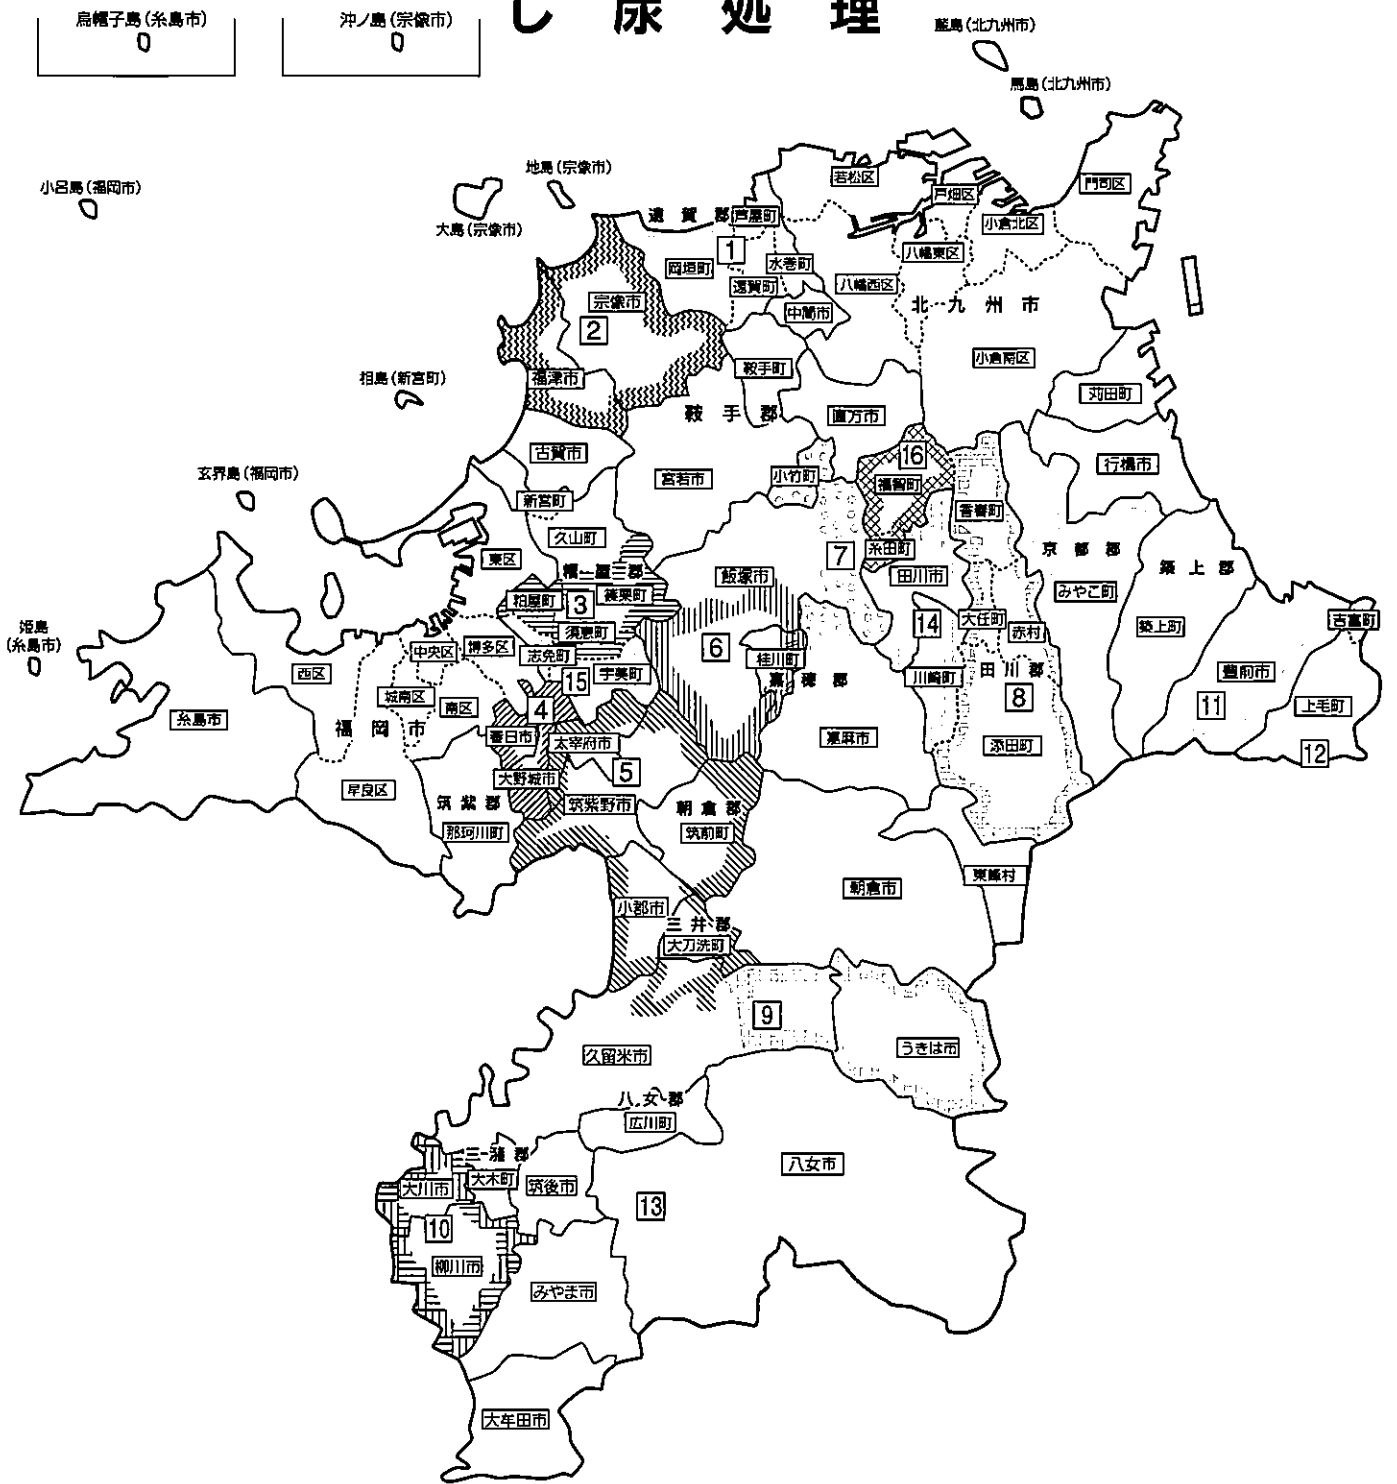 し尿処理
烏帽子島(糸島市)
沖ノ島(宗像市)
藍島(北九州市)
馬島(北九州市)
地島(宗像市)
小呂島(福岡市)
大島(宗像市)
若松区
戸畑区
門司区
遠賀郡
芦屋町
小倉北区
1
岡垣町
水巻町
八幡東区
遠賀町
八幡西区
宗像市
中間市
北九州市
2
小倉南区
鞍手町
相島(新宮町)
福津市
苅田町
鞍手郡
直方市
古賀市
16
行橋市
玄界島(福岡市)
宮若市
小竹町
福智町
新宮町
香春町
久山町
糸田町
京都郡
東区
7
糟屋郡
飯塚市
田川市
築上郡
粕屋町
3
篠栗町
みやこ町
姫島
(糸島市)
須恵町
14
大任町
赤村
築上町
吉富町
中央区
博多区
志免町
6
桂川町
西区
宇美町
嘉穂郡
川崎町
田川郡
豊前市
城南区
15
8
糸島市
南区
4
11
上毛町
福岡市
春日市
太宰府市
嘉麻市
添田町
12
大野城市
5
早良区
筑紫郡
筑紫野市
朝倉郡
那珂川町
筑前町
朝倉市
東峰村
小郡市
三井郡
大刀洗町
9
久留米市
うきは市
八女郡
広川町
三潴郡
八女市
大川市
大木町
筑後市
13
10
柳川市
みやま市
大牟田市